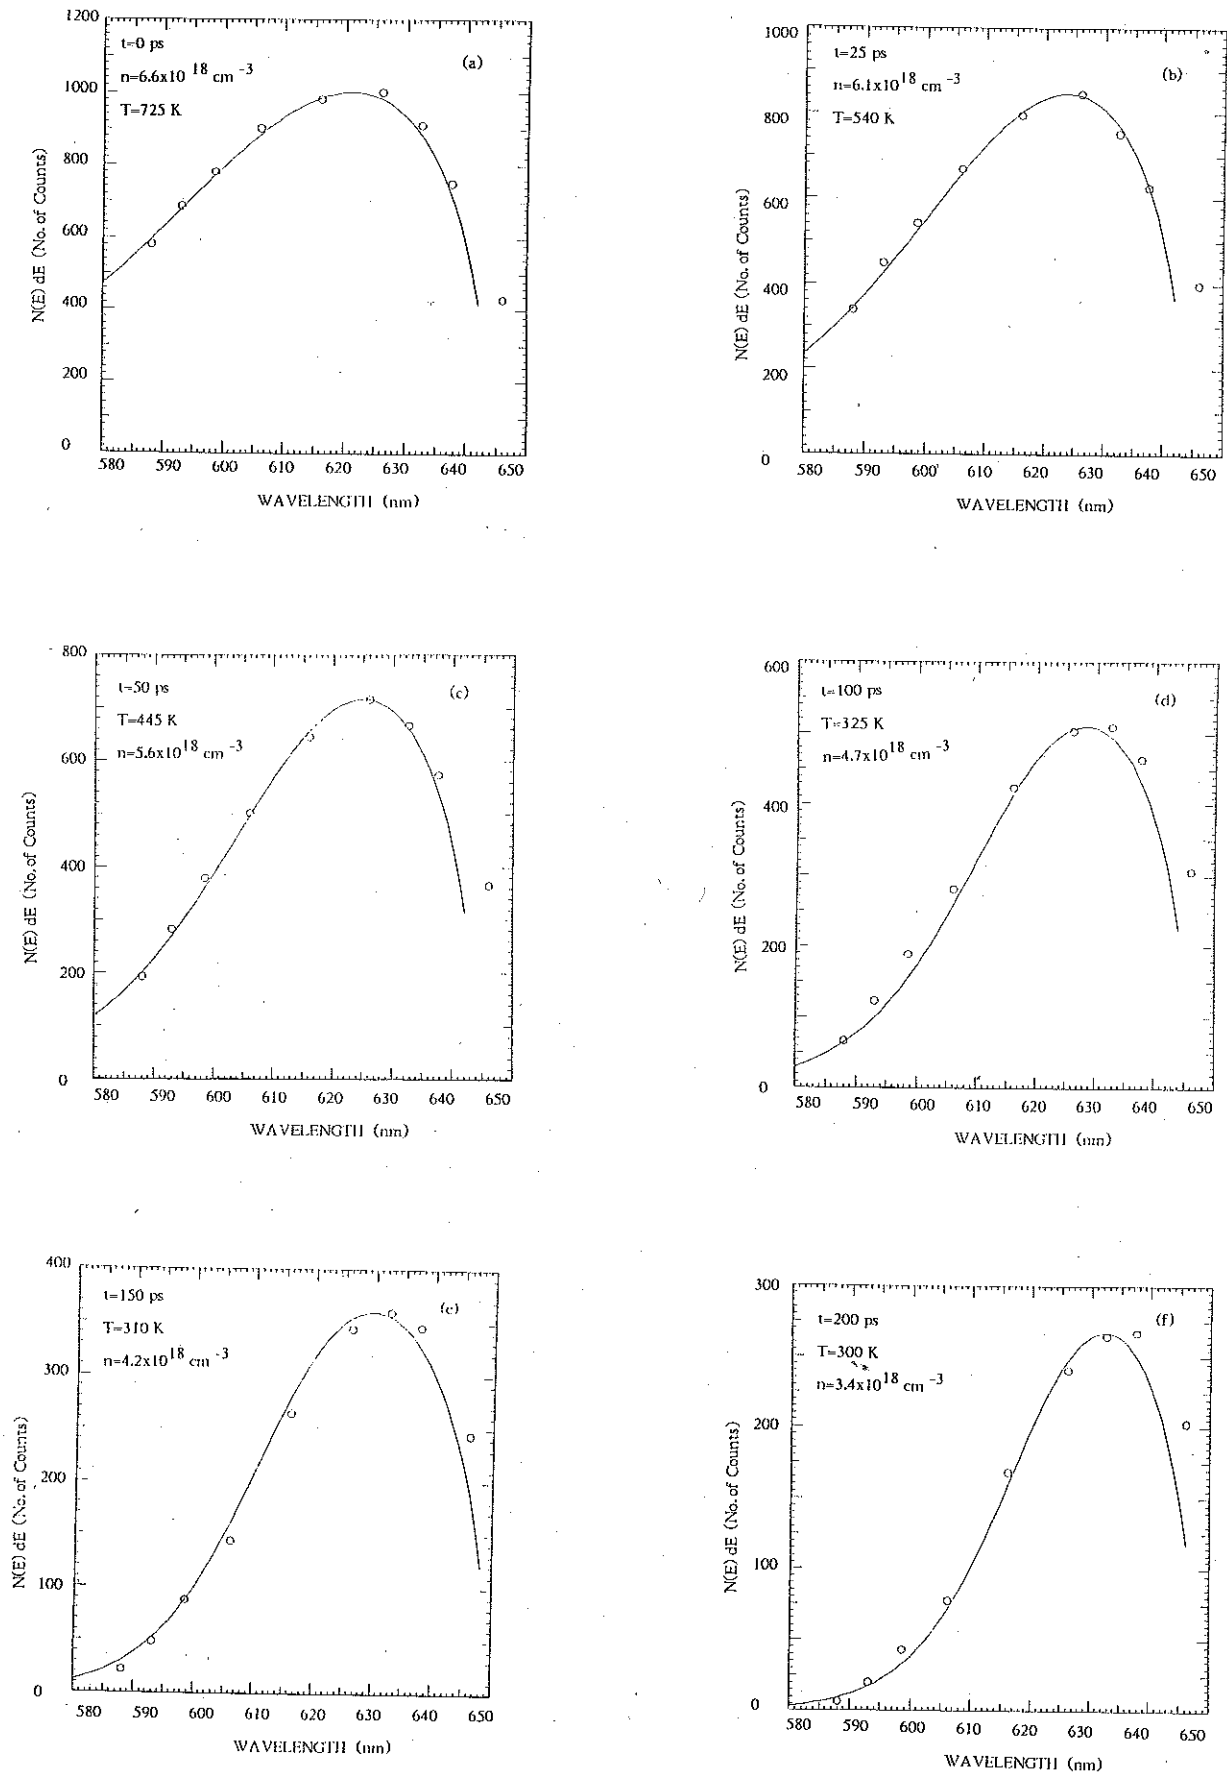 t=0 ps
(a)
n=6.6x10 18 cm -3
T=725 K
N(E) dE (No. of Counts)
1200
1000
800
600
400
200
0
580 590 600 610 620 630 640 650
WAVELENGTH (nm)
t=25 ps
(b)
n=6.1x10 18 cm -3
T=540 K
N(E) dE (No. of Counts)
1000
800
600
400
200
0
580 590 600 610 620 630 640 650
WAVELENGTH (nm)
t=50 ps
(c)
T=445 K
n=5.6x10 18 cm -3
N(E) dE (No. of Counts)
800
600
400
200
0
580 590 600 610 620 630 640 650
WAVELENGTH (nm)
t=100 ps
(d)
T=325 K
n=4.7x10 18 cm -3
N(E) dE (No. of Counts)
600
400
200
0
580 590 600 610 620 630 640 650
WAVELENGTH (nm)
t=150 ps
(e)
T=310 K
n=4.2x10 18 cm -3
N(E) dE (No. of Counts)
400
300
200
100
0
580 590 600 610 620 630 640 650
WAVELENGTH (nm)
t=200 ps
(f)
T=300 K
n=3.4x10 18 cm -3
N(E) dE (No. of Counts)
300
200
100
0
580 590 600 610 620 630 640 650
WAVELENGTH (nm)